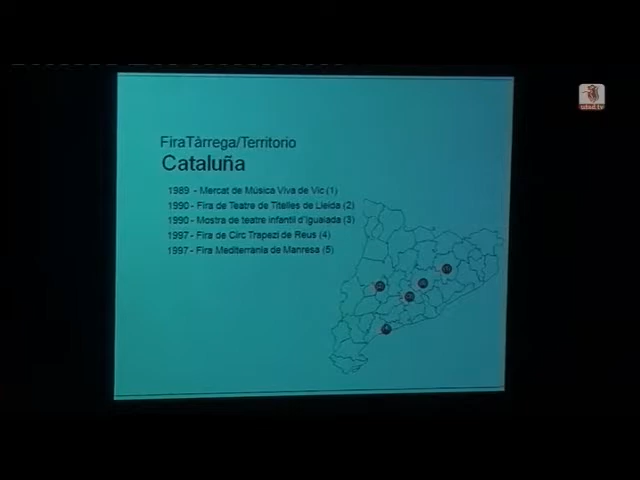 FiraTàrrega/Territorio
Cataluña
1989 - Mercat de Música Viva de Vic (1)
1990 - Fira de Teatre de Titelles de Lleida (2)
1990 - Mostra de teatre infantil d'Igualada (3)
1997 - Fira de Circ Trapezi de Reus (4)
1997 - Fira Mediterrània de Manresa (5)